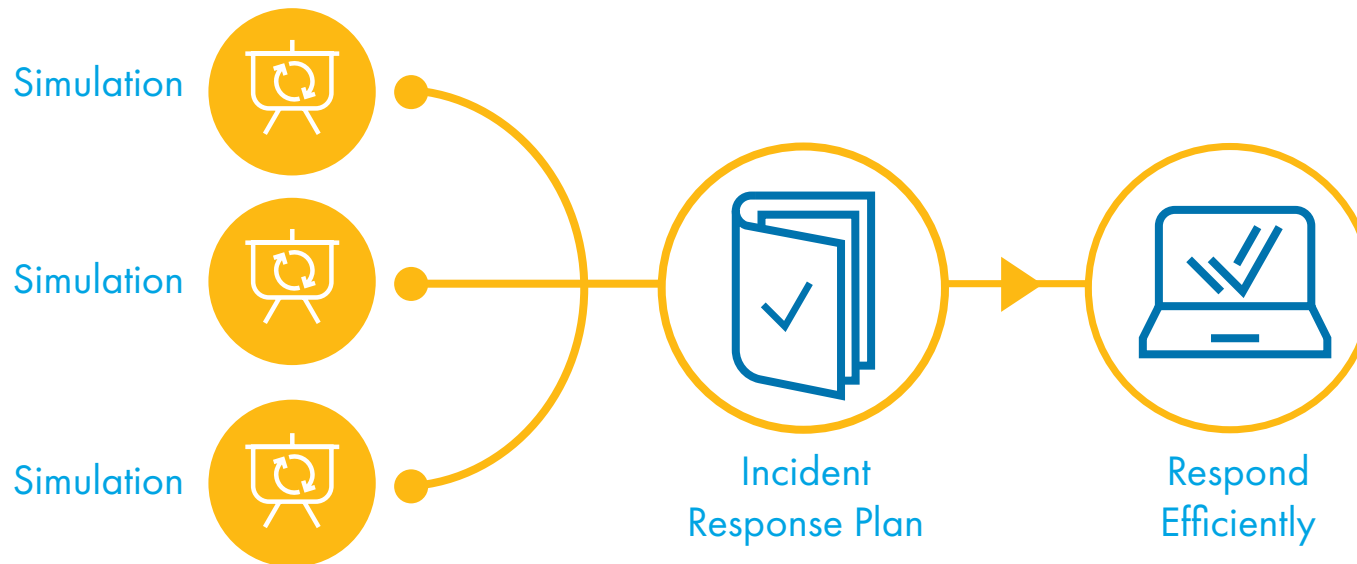 Simulation
Simulation
Simulation
Incident
Response Plan
Respond
Efficiently